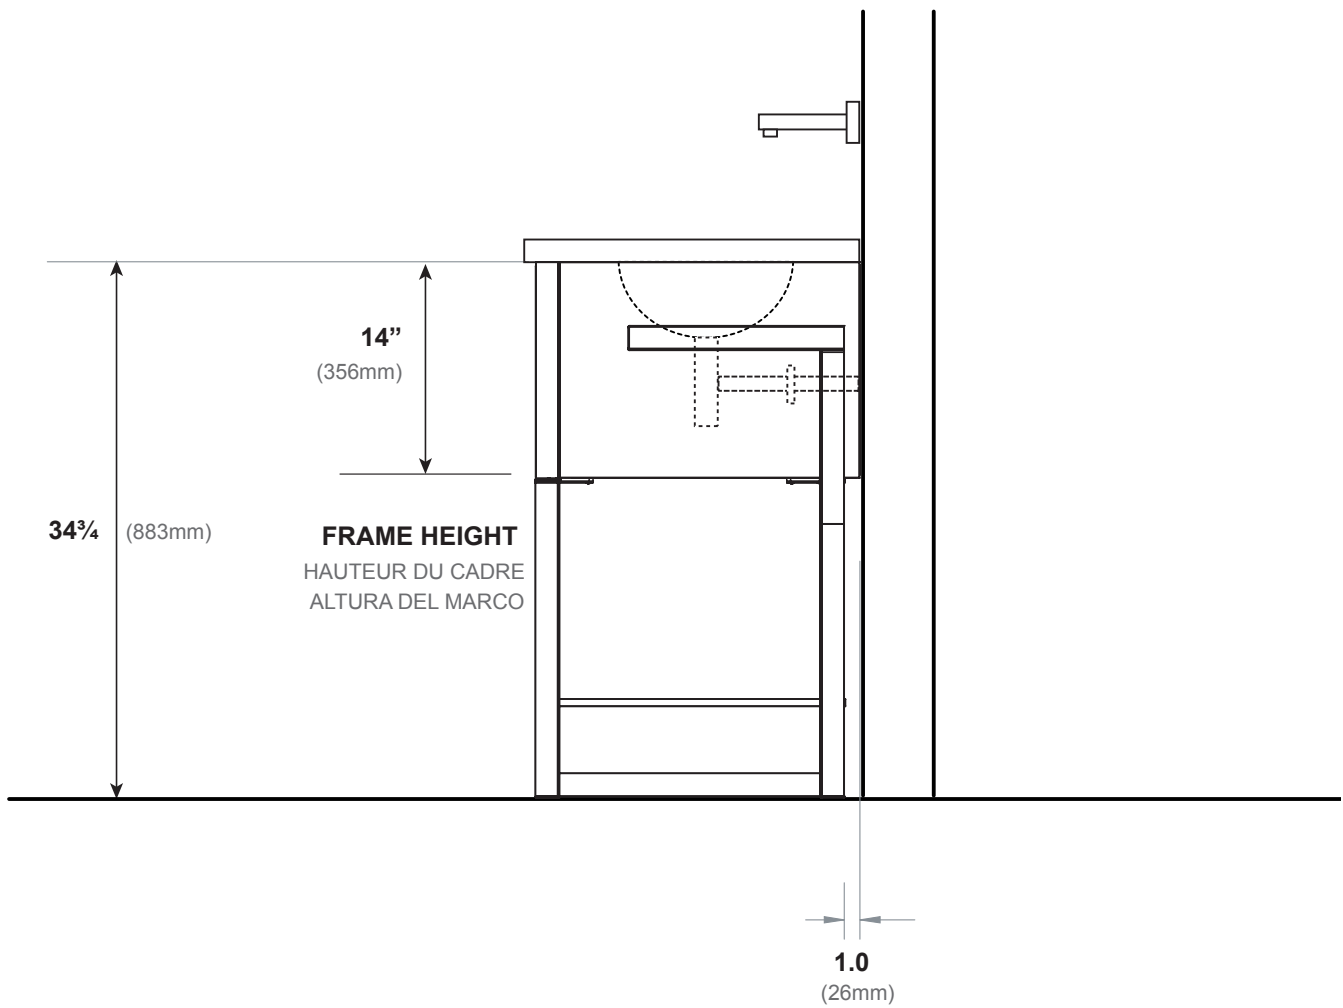 14”
(356mm)
34¾ (883mm)
FRAME HEIGHT
HAUTEUR DU CADRE
ALTURA DEL MARCO
1.0
(26mm)